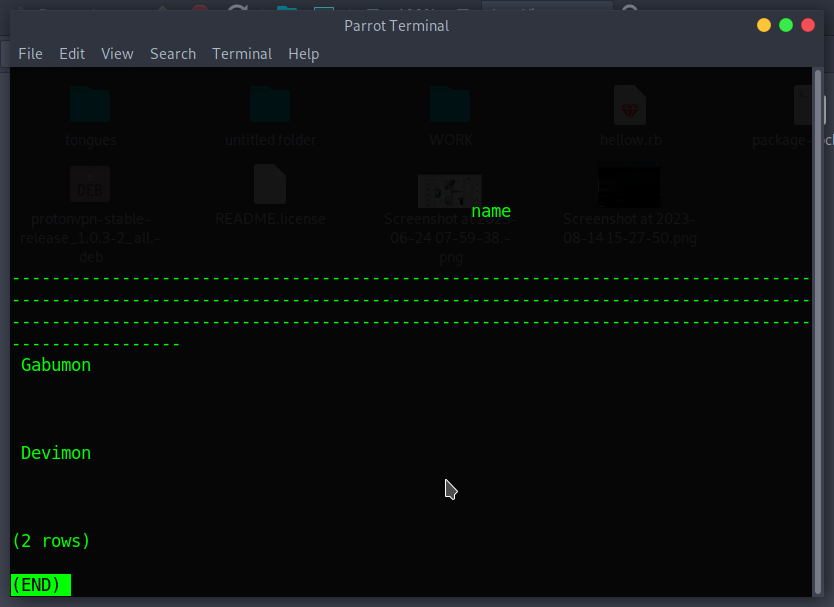 Parrot Terminal
File Edit View Search Terminal Help
tongues untitled folder WORK hellow.rb
DEB
protonvpn-stable-release_1.0.3-2_all.-deb README.license Screenshot at 2023-06-24 07-59-38.-png Screenshot at 2023-08-14 15-27-50.png
name
--------------------------------------------------------------------------------
--------------------------------------------------------------------------------
--------------------------------------------------------------------------------
-----------------
Gabumon
Devimon
(2 rows)
(END)